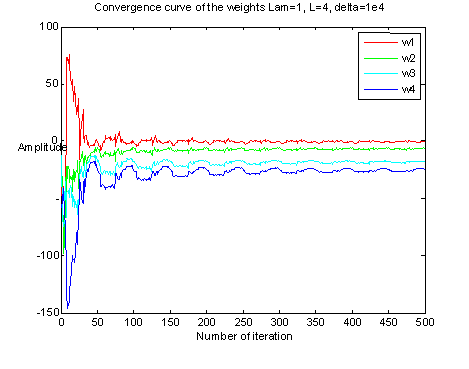 Convergence curve of the weights Lam=1, L=4, delta=1e4
100
w1
w2
w3
w4
50
0
Amplitude
-100
-150
0 50 100 150 200 250 300 350 400 450 500
Number of iteration